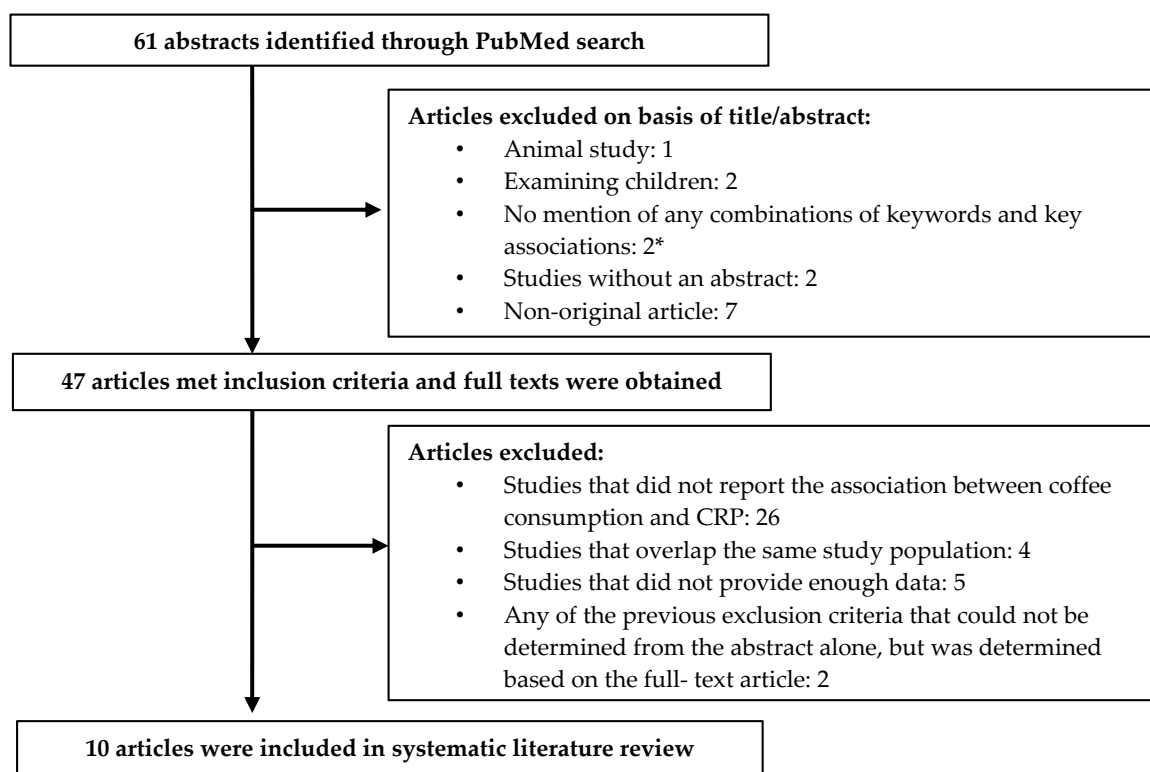 61 abstracts identified through PubMed search
Articles excluded on basis of title/abstract:
• Animal study: 1
• Examining children: 2
• No mention of any combinations of keywords and key
associations: 2*
• Studies without an abstract: 2
• Non-original article: 7
47 articles met inclusion criteria and full texts were obtained
Articles excluded:
• Studies that did not report the association between coffee
consumption and CRP: 26
• Studies that overlap the same study population: 4
• Studies that did not provide enough data: 5
• Any of the previous exclusion criteria that could not be
determined from the abstract alone, but was determined
based on the full- text article: 2
10 articles were included in systematic literature review